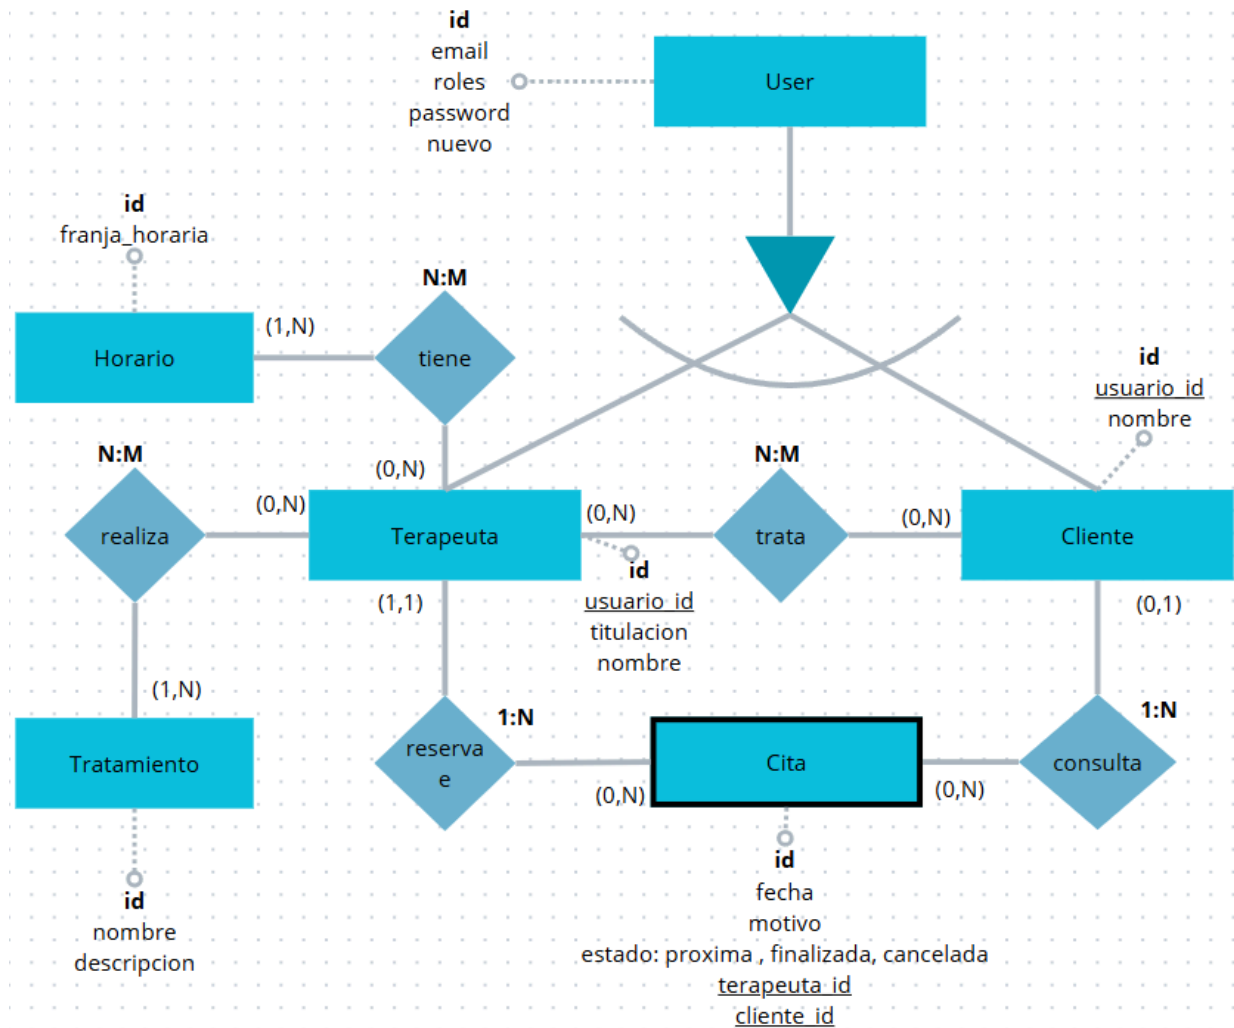 id
email
roles
password
nuevo
User
id
franja_horaria
N:M
(1,N)
Horario
tiene
id
usuario_id
nombre
N:M
(0,N)
N:M
(0,N)
(0,N)
(0,N)
realiza
Terapeuta
trata
Cliente
id
usuario_id
titulacion
nombre
(1,1)
(0,1)
(1,N)
1:N
1:N
Tratamiento
reserva
e
Cita
consulta
(0,N)
(0,N)
id
nombre
descripcion
id
fecha
motivo
estado: proxima , finalizada, cancelada
terapeuta_id
cliente_id